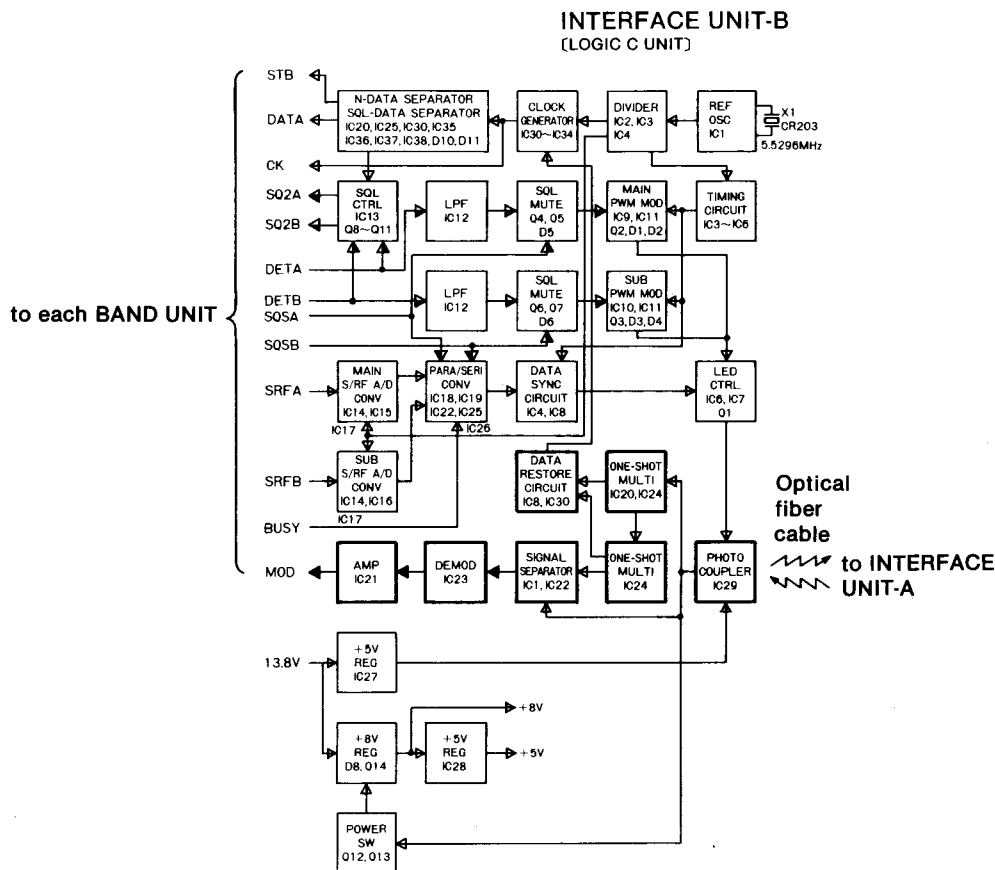 INTERFACE UNIT-B
(LOGIC C UNIT)
STB
DATA
CK
SQ2A
SQ2B
DETA
DETB
SQSA
SQSB
SRFA
SRFB
BUSY
MOD
to each BAND UNIT
N-DATA SEPARATOR
SQL-DATA SEPARATOR
IC20, IC25, IC30, IC35
IC36, IC37, IC38, D10, D11
CLOCK
GENERATOR
IC30~IC34
DIVIDER
IC2, IC3
IC4
REF
OSC
IC1
X1
CR203
5.5296MHz
SQL
CTRL
IC13
Q8~Q11
LPF
IC12
SQL
MUTE
Q4, Q5
D5
MAIN
PWM MOD
IC9, IC11
Q2, D1, D2
TIMING
CIRCUIT
IC3~IC6
LPF
IC12
SQL
MUTE
Q6, Q7
D6
SUB
PWM MOD
IC10, IC11
Q3, D3, D4
MAIN
S/RF A/D
CONV
IC14, IC15
IC17
PARA/SERI
CONV
IC18, IC19
IC22, IC25
IC26
DATA
SYNC
CIRCUIT
IC4, IC8
LED
CTRL
IC6, IC7
Q1
SUB
S/RF A/D
CONV
IC14, IC16
IC17
DATA
RESTORE
CIRCUIT
IC8, IC30
ONE-SHOT
MULTI
IC20, IC24
AMP
IC21
DEMOD
IC23
SIGNAL
SEPARATOR
IC1, IC22
ONE-SHOT
MULTI
IC24
PHOTO
COUPLER
IC29
Optical
fiber
cable
to INTERFACE
UNIT-A
13.8V
+5V
REG
IC27
+8V
REG
D8, Q14
+5V
REG
IC28
+8V
+5V
POWER
SW
Q12, Q13